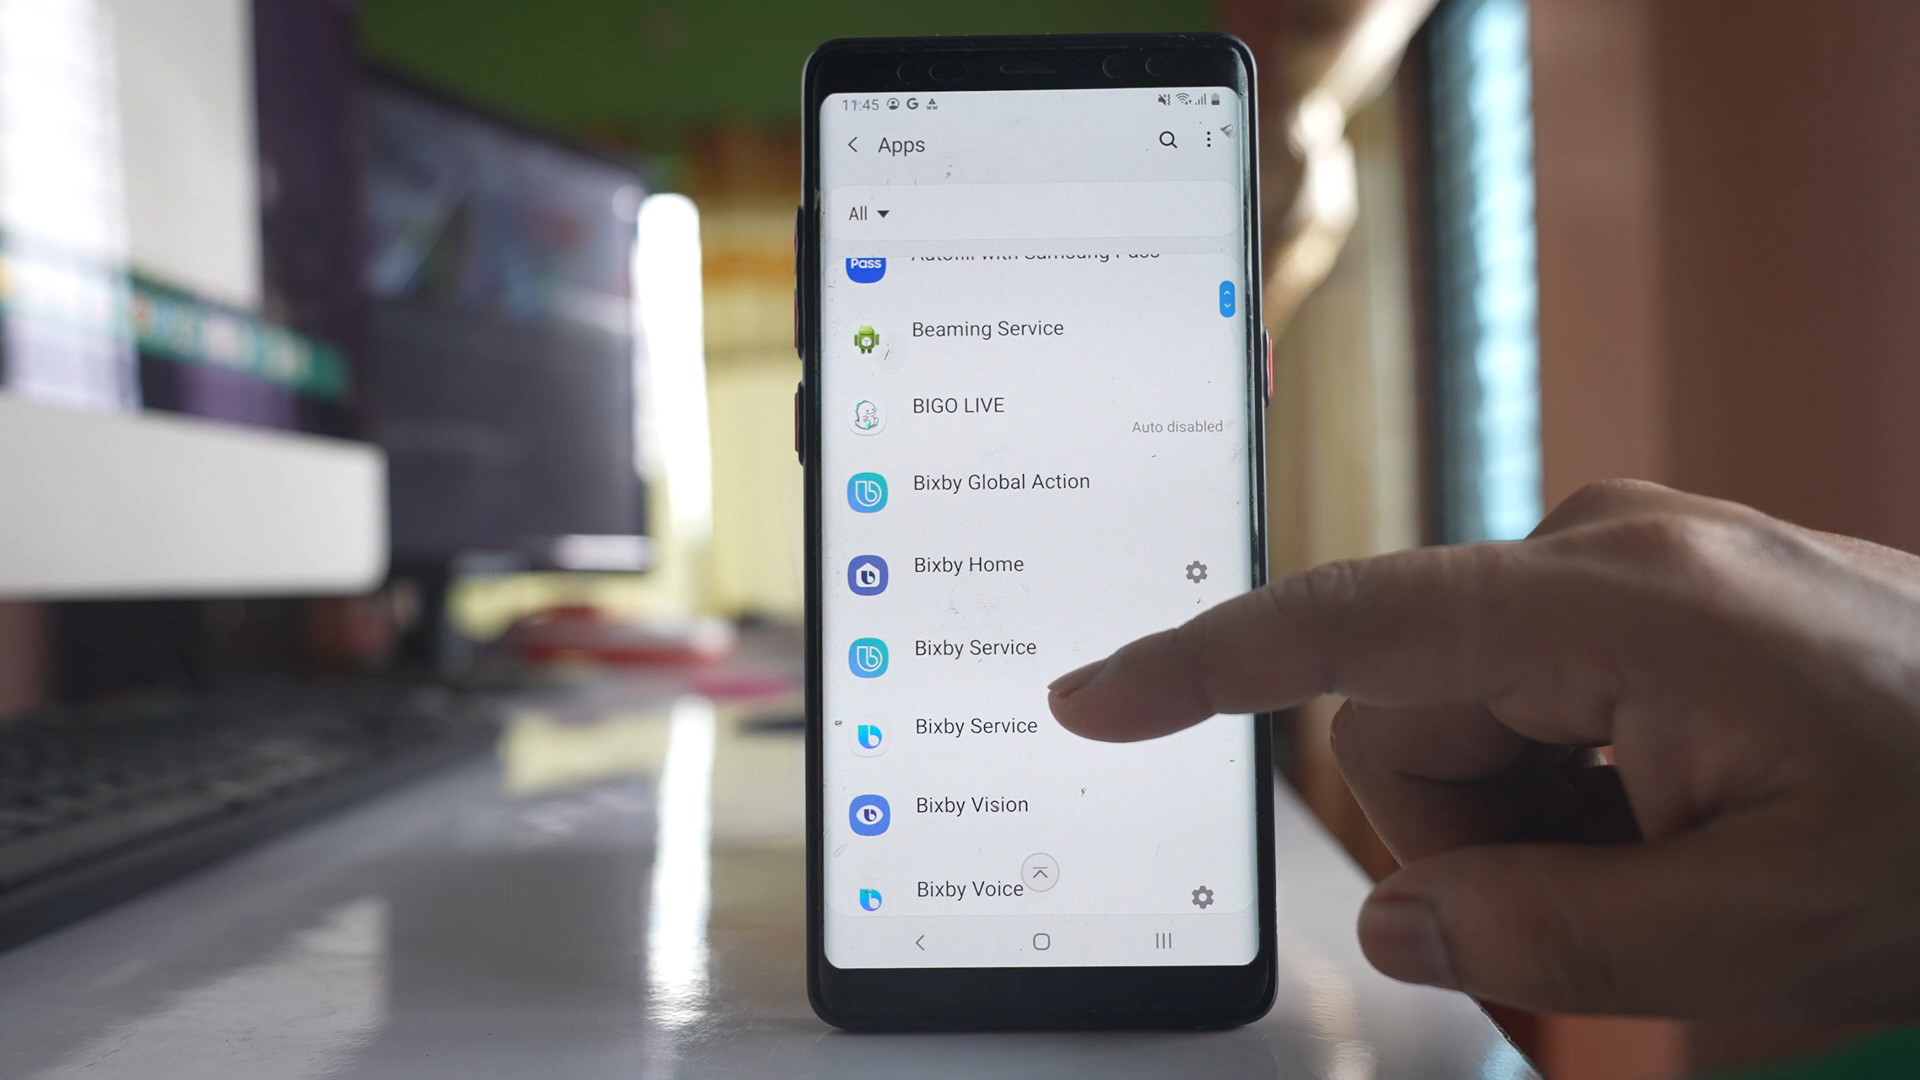 11:45
Apps
All
Pass
Autofill with Samsung Pass
Beaming Service
BIGO LIVE
Auto disabled
Bixby Global Action
Bixby Home
Bixby Service
Bixby Service
Bixby Vision
Bixby Voice